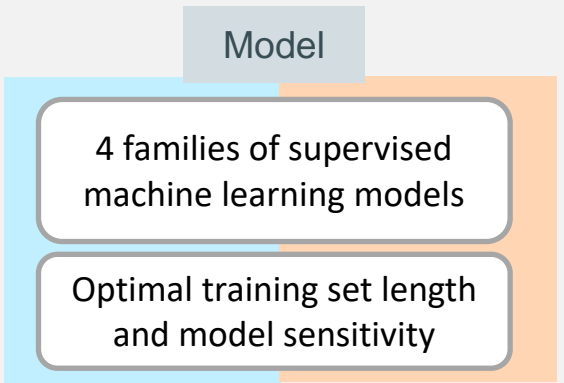 Model
4 families of supervised
machine learning models
Optimal training set length
and model sensitivity